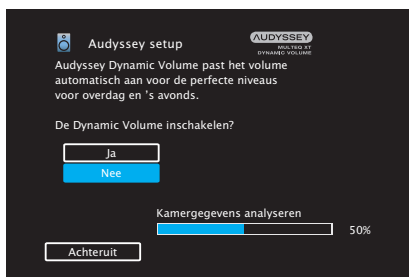 Audyssey setup
AUDYSSEY
MULTEQ XT
DYNAMIC VOLUME
Audyssey Dynamic Volume past het volume
automatisch aan voor de perfecte niveaus
voor overdag en 's avonds.
De Dynamic Volume inschakelen?
Ja
Nee
Kamergegevens analyseren
50%
Achteruit